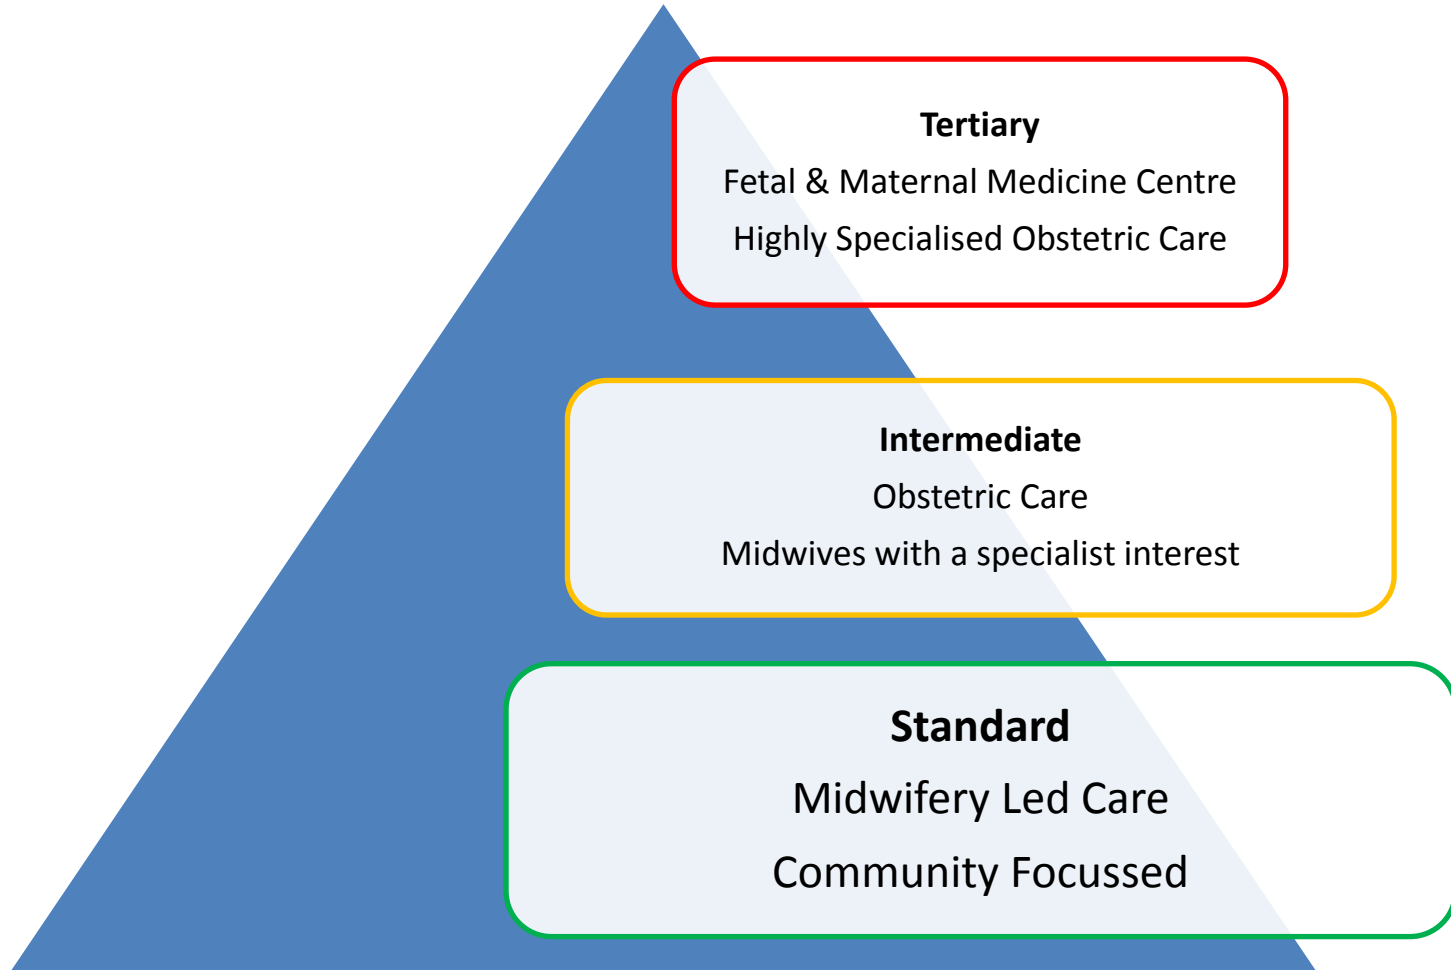 Tertiary
Fetal & Maternal Medicine Centre
Highly Specialised Obstetric Care
Intermediate
Obstetric Care
Midwives with a specialist interest
Standard
Midwifery Led Care
Community Focussed